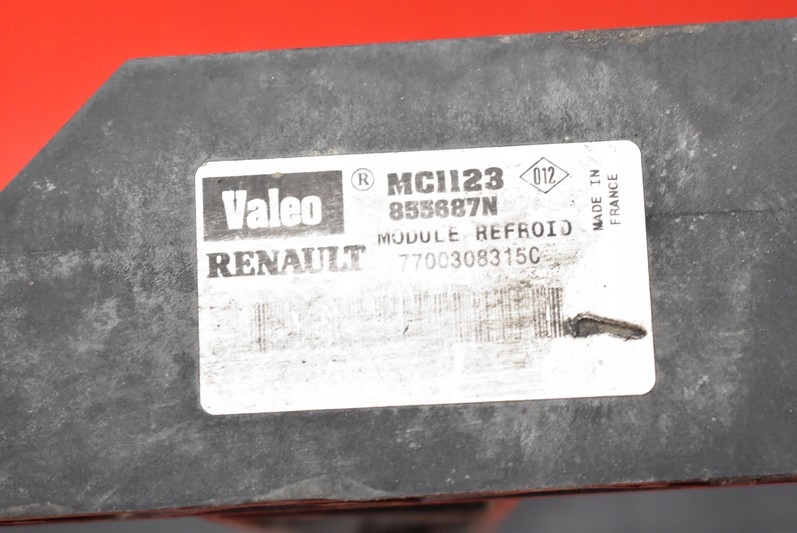 Valeo ® MC1123 012
855687N
MODULE REFROID
RENAULT 7700308315C
MADE IN
FRANCE